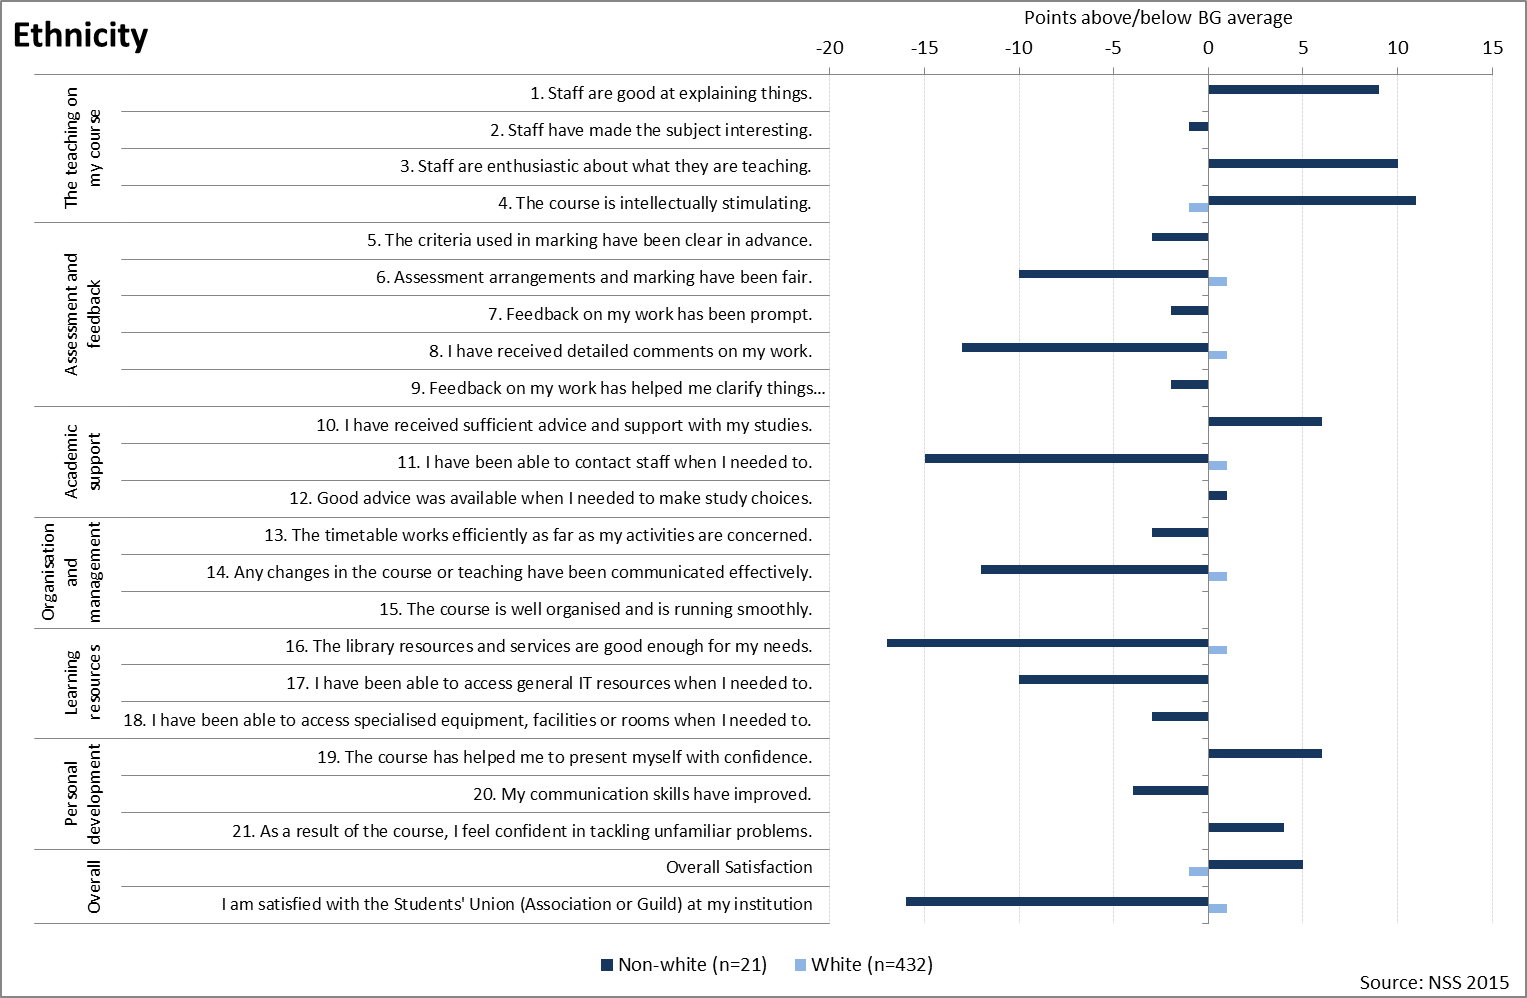 Ethnicity
Points above/below BG average
-20 -15 -10 -5 0 5 10 15
The teaching on
my course
1. Staff are good at explaining things.
2. Staff have made the subject interesting.
3. Staff are enthusiastic about what they are teaching.
4. The course is intellectually stimulating.
Assessment and
feedback
5. The criteria used in marking have been clear in advance.
6. Assessment arrangements and marking have been fair.
7. Feedback on my work has been prompt.
8. I have received detailed comments on my work.
9. Feedback on my work has helped me clarify things...
Academic
support
10. I have received sufficient advice and support with my studies.
11. I have been able to contact staff when I needed to.
12. Good advice was available when I needed to make study choices.
Organisation
and
management
13. The timetable works efficiently as far as my activities are concerned.
14. Any changes in the course or teaching have been communicated effectively.
15. The course is well organised and is running smoothly.
Learning
resources
16. The library resources and services are good enough for my needs.
17. I have been able to access general IT resources when I needed to.
18. I have been able to access specialised equipment, facilities or rooms when I needed to.
Personal
development
19. The course has helped me to present myself with confidence.
20. My communication skills have improved.
21. As a result of the course, I feel confident in tackling unfamiliar problems.
Overall
Overall Satisfaction
I am satisfied with the Students' Union (Association or Guild) at my institution
Non-white (n=21) White (n=432)
Source: NSS 2015